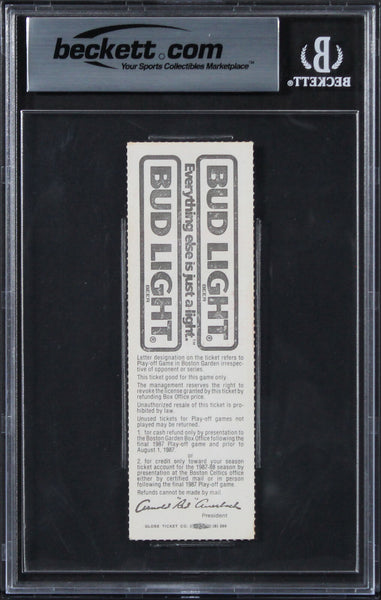 beckett.com
Your Sports Collectibles Marketplace™
BECKETT
BUD LIGHT®
BEER
Everything else is just a light.™
BUD LIGHT®
BEER
Letter designation on the ticket refers to
Play-off Game in Boston Garden irrespec-
tive of opponent or series.
This ticket good for this game only.
The management reserves the right to
revoke the license granted by this ticket by
refunding Box Office price.
Unauthorized resale of this ticket is pro-
hibited by law.
Unused Tickets for Play-off games not
played may be returned.
1. for cash refund only by presentation to
the Boston Garden Box Office following the
final 1987 Play-off game and prior to
August 1, 1987.
or
2. for credit only toward your season
ticket account for the 1987-88 season by
presentation at the Boston Celtics office
either by certified mail or in person
following the final 1987 Play-off game.
Refunds cannot be made by mail.
Arnold "Red" Auerbach
President
GLOBE TICKET CO.